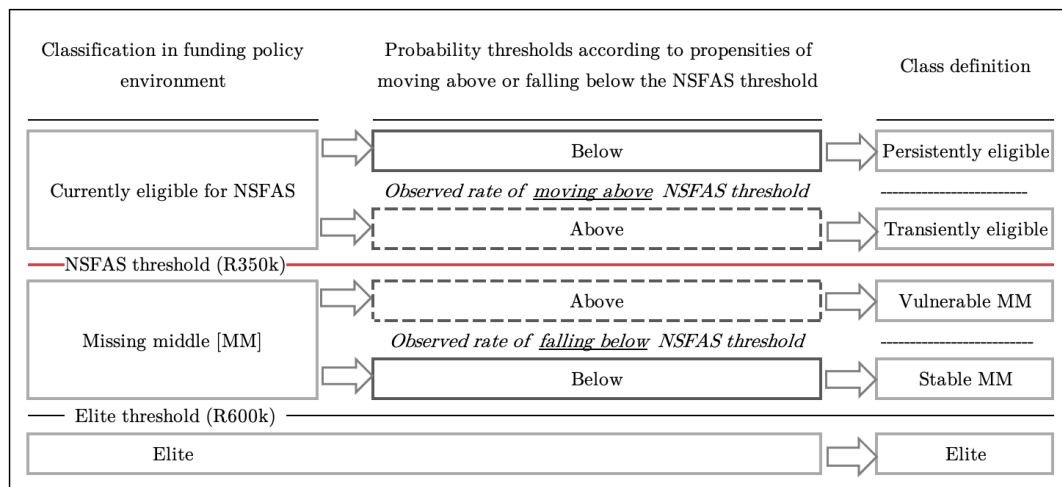 Classification in funding policy
environment
Probability thresholds according to propensities of
moving above or falling below the NSFAS threshold
Class definition
Currently eligible for NSFAS
Below
Persistently eligible
Observed rate of moving above NSFAS threshold
-------------------------
Above
Transiently eligible
NSFAS threshold (R350k)
Missing middle [MM]
Above
Vulnerable MM
Observed rate of falling below NSFAS threshold
--------------------------
Below
Stable MM
Elite threshold (R600k)
Elite
Elite